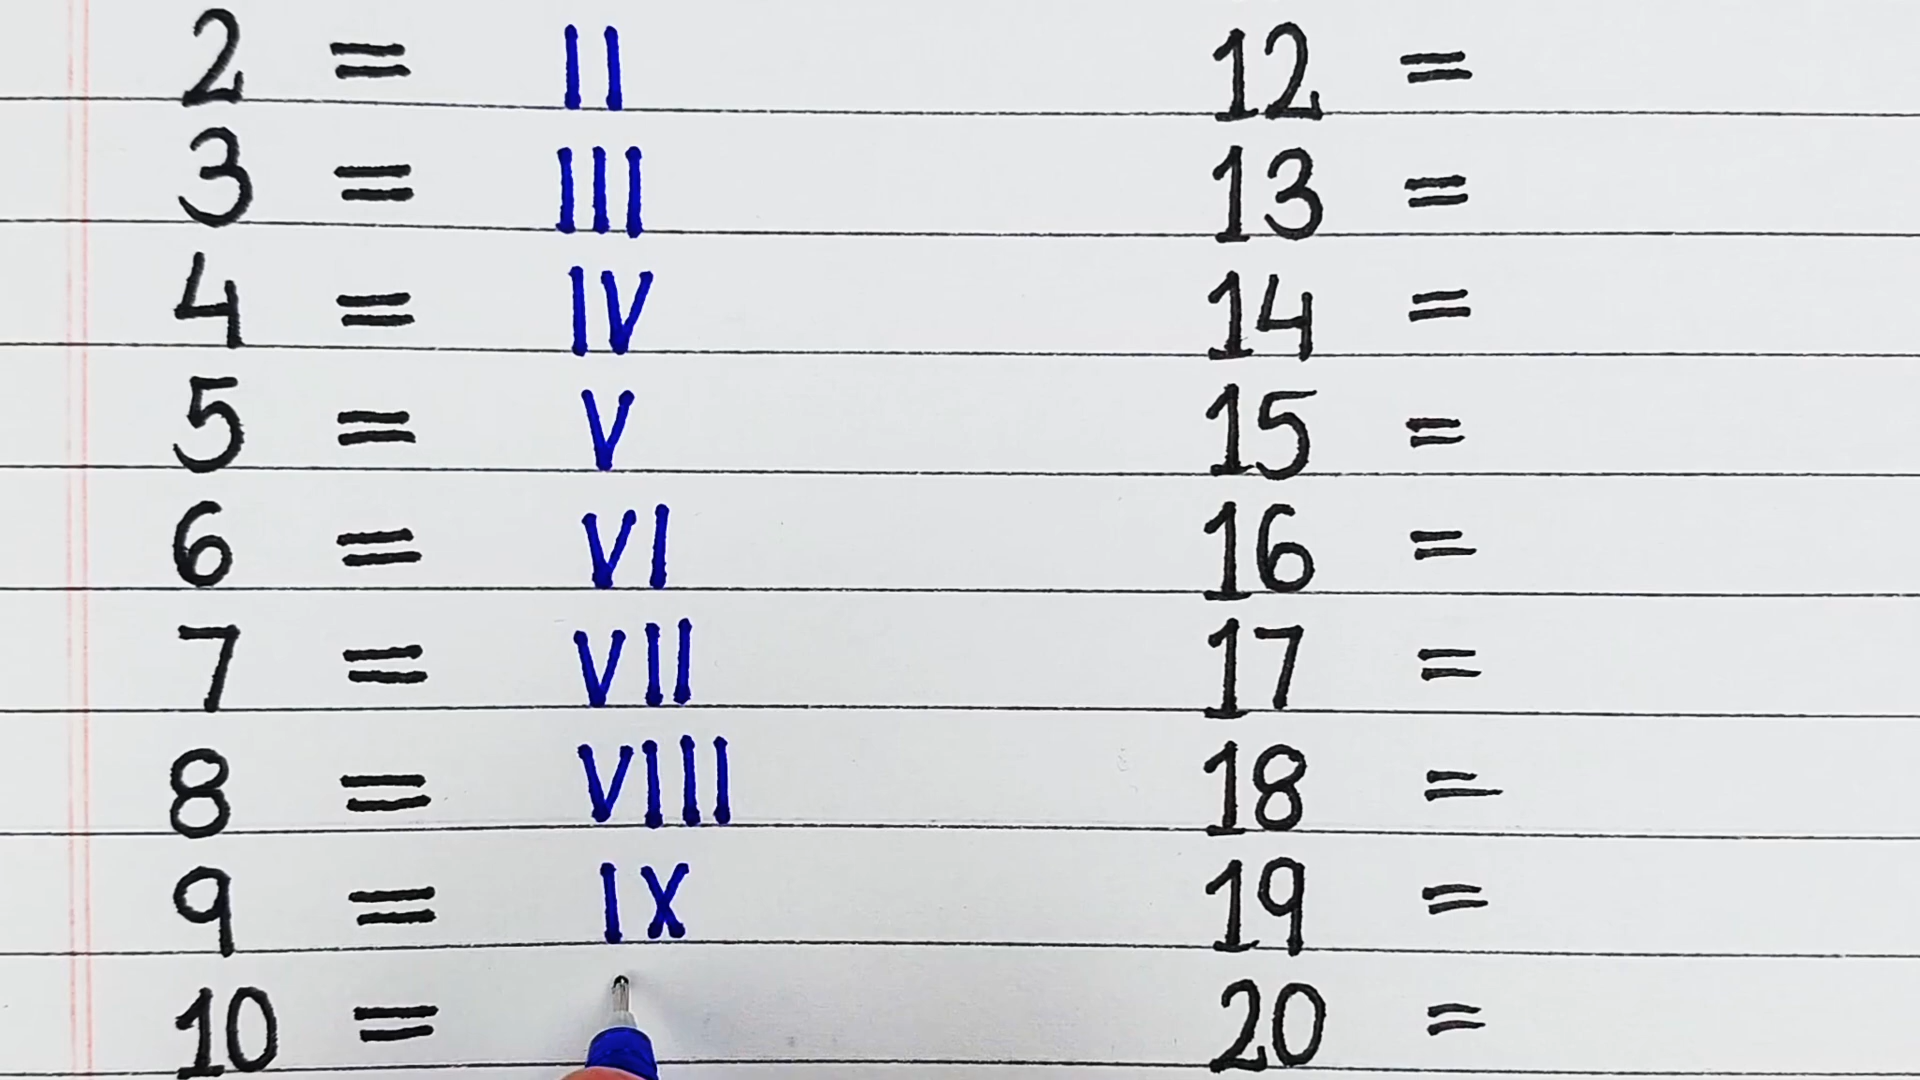 2 = II 12 =
3 = III 13 =
4 = IV 14 =
5 = V 15 =
6 = VI 16 =
7 = VII 17 =
8 = VIII 18 =
9 = IX 19 =
10 = 20 =